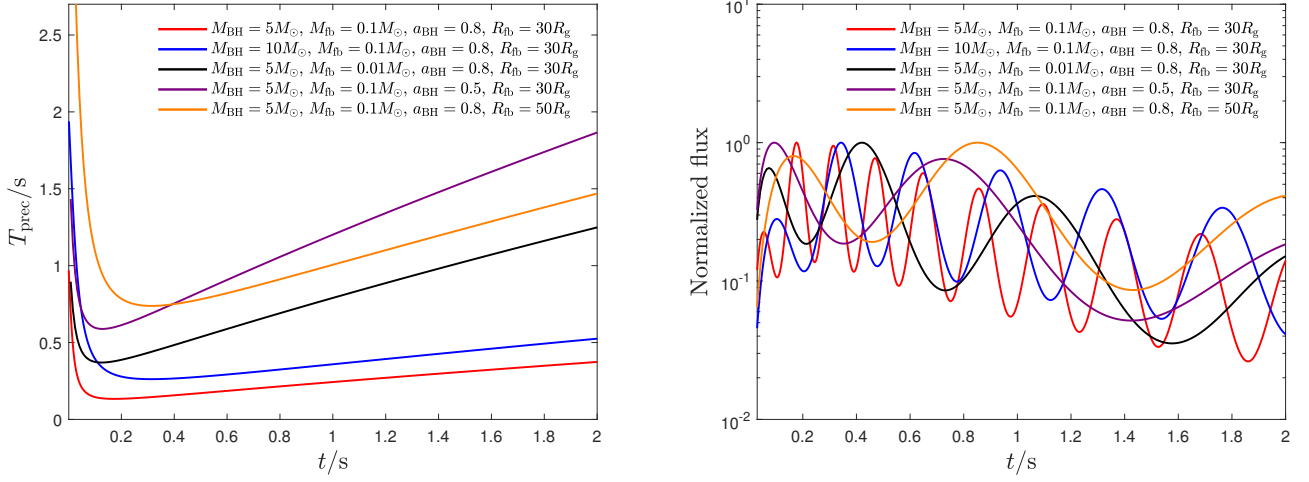 2.5
2
1.5
1
0.5
0
T_prec/s
0.2 0.4 0.6 0.8 1 1.2 1.4 1.6 1.8 2
t/s
M_BH = 5M_⊙, M_fb = 0.1M_⊙, a_BH = 0.8, R_fb = 30R_g
M_BH = 10M_⊙, M_fb = 0.1M_⊙, a_BH = 0.8, R_fb = 30R_g
M_BH = 5M_⊙, M_fb = 0.01M_⊙, a_BH = 0.8, R_fb = 30R_g
M_BH = 5M_⊙, M_fb = 0.1M_⊙, a_BH = 0.5, R_fb = 30R_g
M_BH = 5M_⊙, M_fb = 0.1M_⊙, a_BH = 0.8, R_fb = 50R_g
10^1
10^0
10^-1
10^-2
Normalized flux
0.2 0.4 0.6 0.8 1 1.2 1.4 1.6 1.8 2
t/s
M_BH = 5M_⊙, M_fb = 0.1M_⊙, a_BH = 0.8, R_fb = 30R_g
M_BH = 10M_⊙, M_fb = 0.1M_⊙, a_BH = 0.8, R_fb = 30R_g
M_BH = 5M_⊙, M_fb = 0.01M_⊙, a_BH = 0.8, R_fb = 30R_g
M_BH = 5M_⊙, M_fb = 0.1M_⊙, a_BH = 0.5, R_fb = 30R_g
M_BH = 5M_⊙, M_fb = 0.1M_⊙, a_BH = 0.8, R_fb = 50R_g